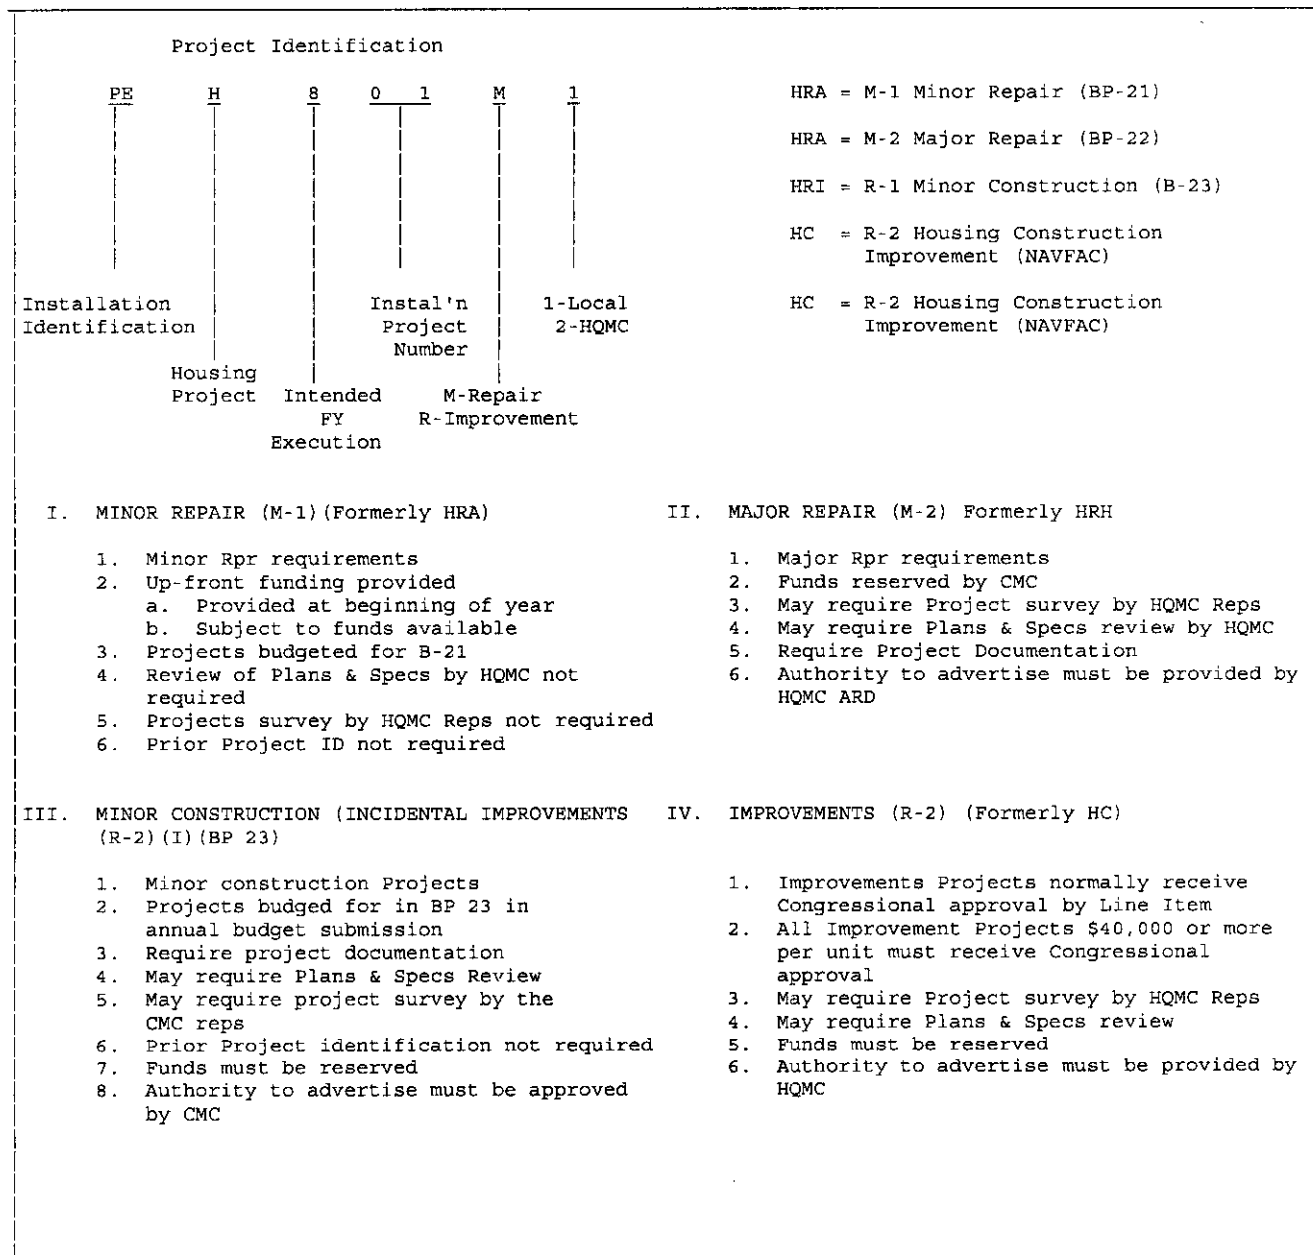 Project Identification
PE H 8 0 1 M 1
Installation Identification
Housing Project
Intended FY Execution
Instal'n Project Number
M-Repair
R-Improvement
1-Local
2-HQMC
HRA = M-1 Minor Repair (BP-21)
HRA = M-2 Major Repair (BP-22)
HRI = R-1 Minor Construction (B-23)
HC = R-2 Housing Construction
Improvement (NAVFAC)
HC = R-2 Housing Construction
Improvement (NAVFAC)
I. MINOR REPAIR (M-1)(Formerly HRA)
1. Minor Rpr requirements
2. Up-front funding provided
a. Provided at beginning of year
b. Subject to funds available
3. Projects budgeted for B-21
4. Review of Plans & Specs by HQMC not
required
5. Projects survey by HQMC Reps not required
6. Prior Project ID not required
II. MAJOR REPAIR (M-2) Formerly HRH
1. Major Rpr requirements
2. Funds reserved by CMC
3. May require Project survey by HQMC Reps
4. May require Plans & Specs review by HQMC
5. Require Project Documentation
6. Authority to advertise must be provided by
HQMC ARD
III. MINOR CONSTRUCTION (INCIDENTAL IMPROVEMENTS
(R-2)(I)(BP 23)
1. Minor construction Projects
2. Projects budged for in BP 23 in
annual budget submission
3. Require project documentation
4. May require Plans & Specs Review
5. May require project survey by the
CMC reps
6. Prior Project identification not required
7. Funds must be reserved
8. Authority to advertise must be approved
by CMC
IV. IMPROVEMENTS (R-2) (Formerly HC)
1. Improvements Projects normally receive
Congressional approval by Line Item
2. All Improvement Projects $40,000 or more
per unit must receive Congressional
approval
3. May require Project survey by HQMC Reps
4. May require Plans & Specs review
5. Funds must be reserved
6. Authority to advertise must be provided by
HQMC